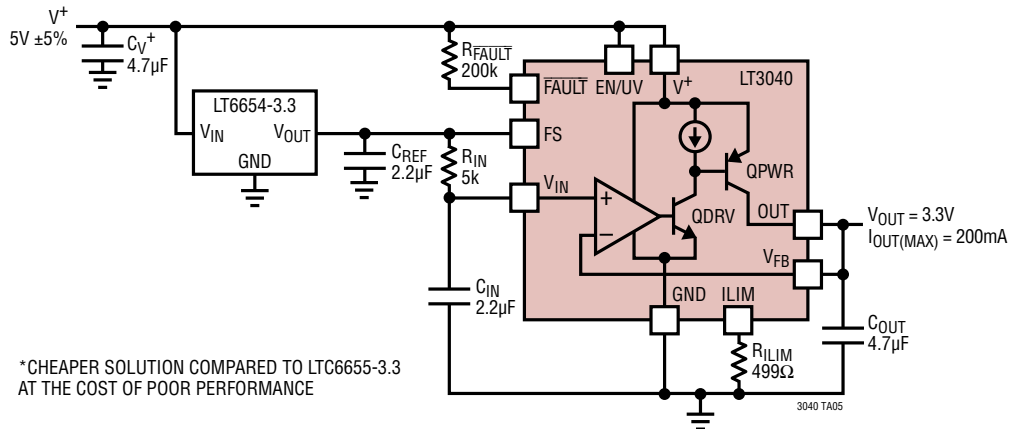 V+
5V ±5%
CV+
4.7µF
RFAULT
200k
LT6654-3.3
VIN
VOUT
GND
CREF
2.2µF
RIN
5k
CIN
2.2µF
LT3040
FAULT
EN/UV
V+
FS
VIN
+
–
QDRV
QPWR
OUT
VFB
GND
ILIM
VOUT = 3.3V
IOUT(MAX) = 200mA
COUT
4.7µF
RILIM
499Ω
*CHEAPER SOLUTION COMPARED TO LTC6655-3.3
AT THE COST OF POOR PERFORMANCE
3040 TA05